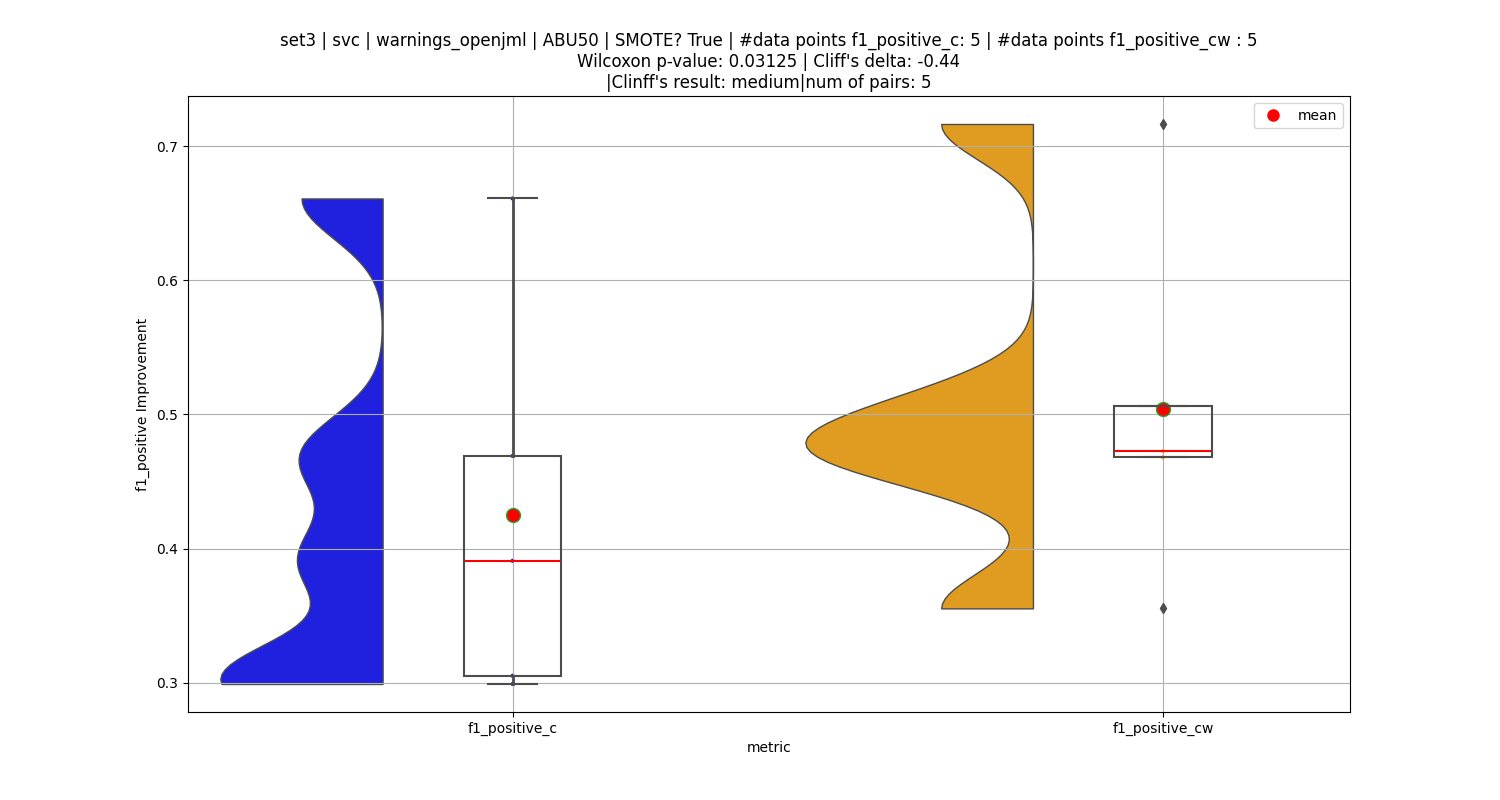 set3 | svc | warnings_openjml | ABU50 | SMOTE? True | #data points f1_positive_c: 5 | #data points f1_positive_cw : 5
Wilcoxon p-value: 0.03125 | Cliff's delta: -0.44
|Clinff's result: medium|num of pairs: 5
mean
0.7
0.6
0.5
0.4
0.3
f1_positive Improvement
f1_positive_c
f1_positive_cw
metric